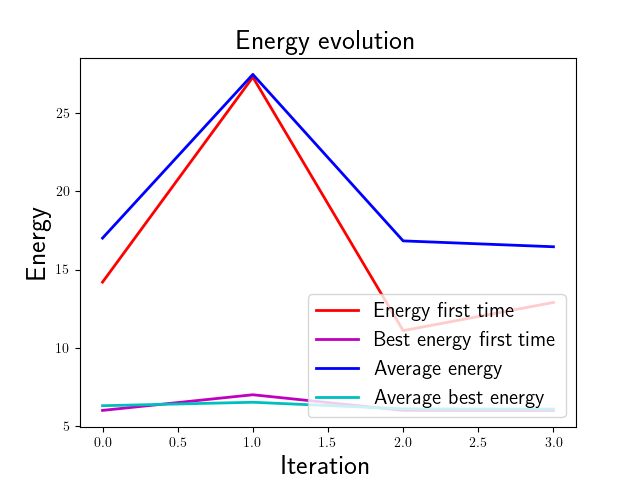 Energy evolution
Energy
25
20
15
10
5
Energy first time
Best energy first time
Average energy
Average best energy
0.0 0.5 1.0 1.5 2.0 2.5 3.0
Iteration